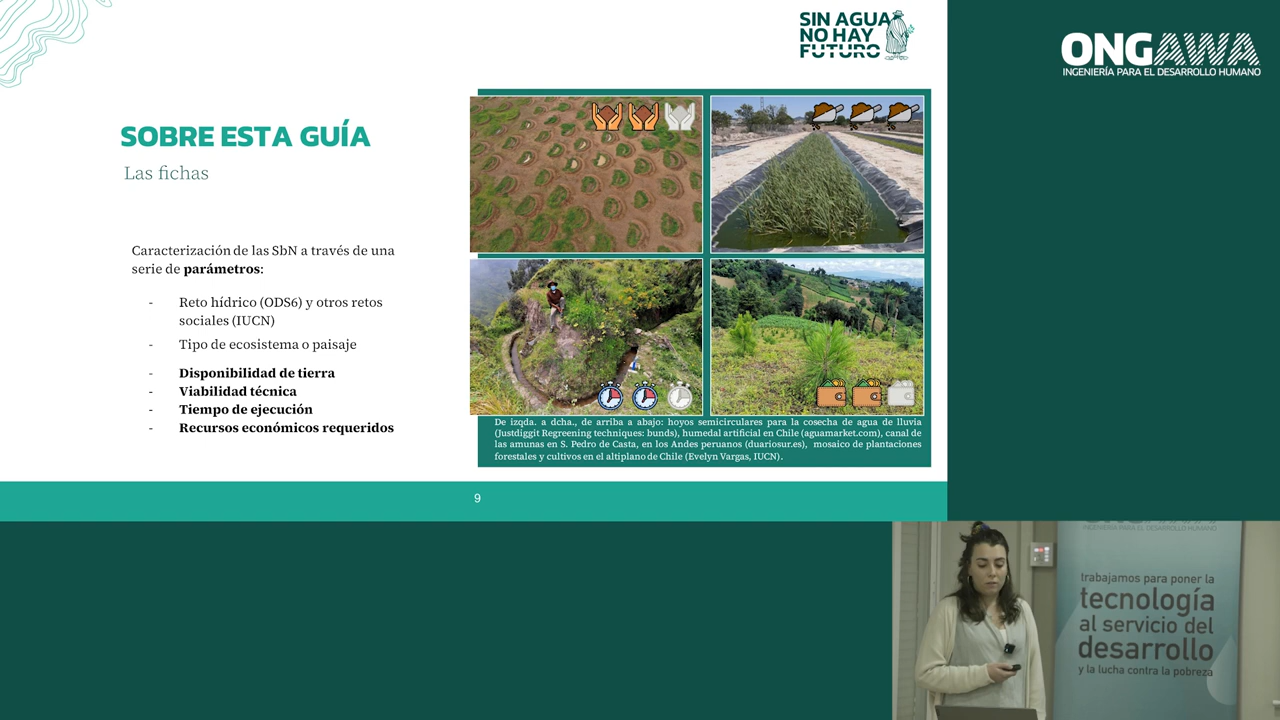 SIN AGUA
NO HAY
FUTURO
ONGAWA
INGENIERÍA PARA EL DESARROLLO HUMANO
SOBRE ESTA GUÍA
Las fichas
Caracterización de las SbN a través de una
serie de parámetros:
- Reto hídrico (ODS6) y otros retos
sociales (IUCN)
- Tipo de ecosistema o paisaje
- Disponibilidad de tierra
- Viabilidad técnica
- Tiempo de ejecución
- Recursos económicos requeridos
De izqda. a dcha., de arriba a abajo: hoyos semicirculares para la cosecha de agua de lluvia
(Justdiggit Regreening techniques: bunds), humedal artificial en Chile (aguamarket.com), canal de
las amunas en S. Pedro de Casta, en los Andes peruanos (duariosur.es), mosaico de plantaciones
forestales y cultivos en el altiplano de Chile (Evelyn Vargas, IUCN).
9
INGENIERÍA PARA EL DESARROLLO HUMANO
trabajamos para poner la
tecnología
al servicio del
desarrollo
y la lucha contra la pobreza